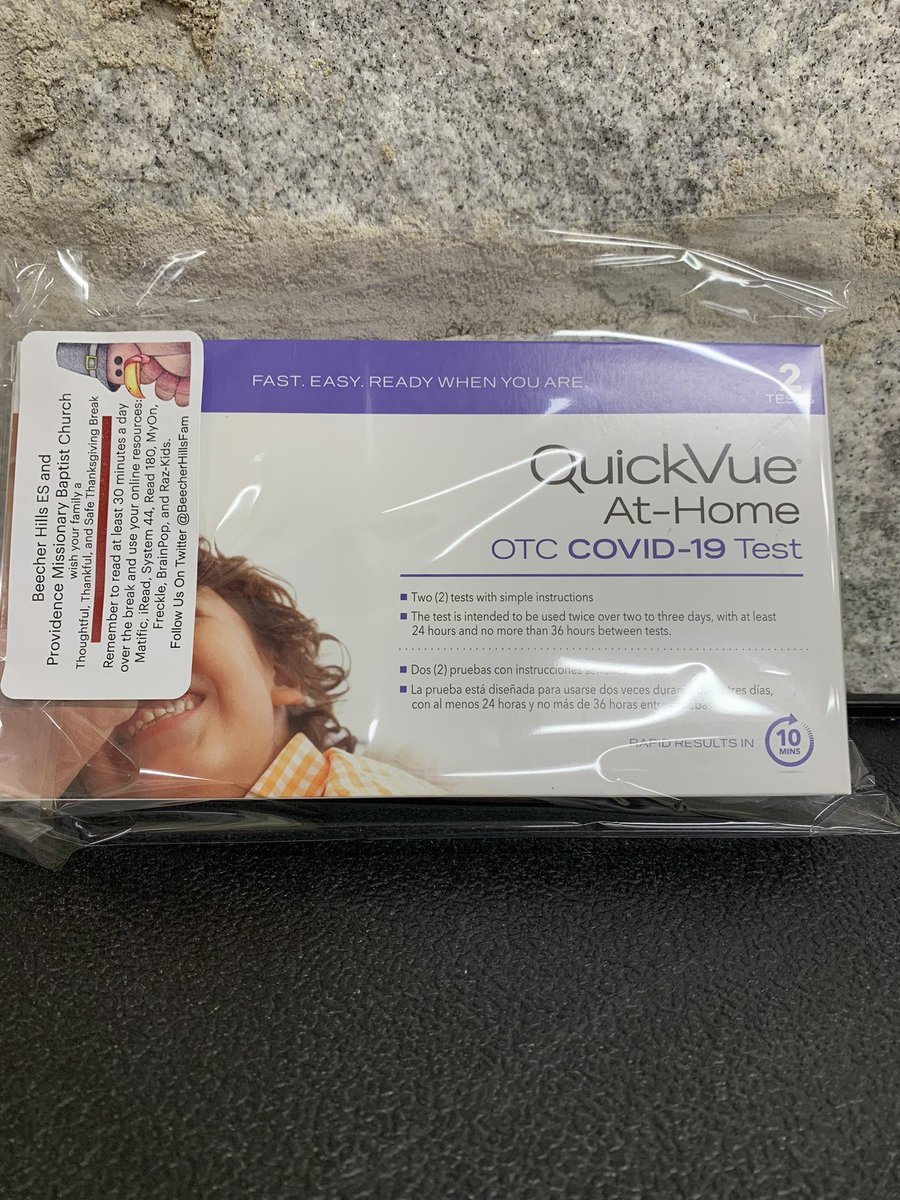 Beecher Hills ES and
Providence Missionary Baptist Church
wish your family a
Thoughtful, Thankful, and Safe Thanksgiving Break
Remember to read at least 30 minutes a day
over the break and use your online resources:
Matific, iRead, System 44, Read 180, MyOn,
Freckle, BrainPop, and Raz-Kids.
Follow Us On Twitter @BeecherHillsFam
FAST. EASY. READY WHEN YOU ARE.
2
TESTS
QuickVue®
At-Home
OTC COVID-19 Test
Two (2) tests with simple instructions
The test is intended to be used twice over two to three days, with at least
24 hours and no more than 36 hours between tests.
Dos (2) pruebas con instrucciones
La prueba está diseñada para usarse dos veces tres días,
con al menos 24 horas y no más de 36 horas entre
RAPID RESULTS IN
10
MINS